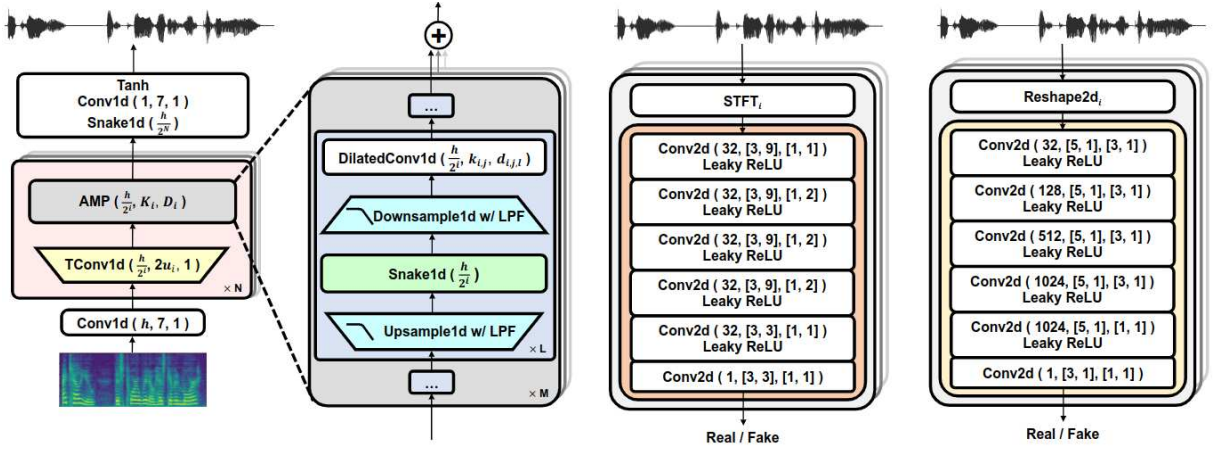 Tanh
Conv1d ( 1, 7, 1 )
Snake1d ( h/2^N )
AMP ( h/2^i, K_i, D_i )
TConv1d ( h/2^i, 2u_i, 1 )
× N
Conv1d ( h, 7, 1 )
+
...
DilatedConv1d ( h/2^i, k_i,j, d_i,j,l )
Downsample1d w/ LPF
Snake1d ( h/2^i )
Upsample1d w/ LPF
× L
...
× M
STFT_i
Conv2d ( 32, [3, 9], [1, 1] )
Leaky ReLU
Conv2d ( 32, [3, 9], [1, 2] )
Leaky ReLU
Conv2d ( 32, [3, 9], [1, 2] )
Leaky ReLU
Conv2d ( 32, [3, 9], [1, 2] )
Leaky ReLU
Conv2d ( 32, [3, 3], [1, 1] )
Leaky ReLU
Conv2d ( 1, [3, 3], [1, 1] )
Real / Fake
Reshape2d_i
Conv2d ( 32, [5, 1], [3, 1] )
Leaky ReLU
Conv2d ( 128, [5, 1], [3, 1] )
Leaky ReLU
Conv2d ( 512, [5, 1], [3, 1] )
Leaky ReLU
Conv2d ( 1024, [5, 1], [3, 1] )
Leaky ReLU
Conv2d ( 1024, [5, 1], [1, 1] )
Leaky ReLU
Conv2d ( 1, [3, 1], [1, 1] )
Real / Fake